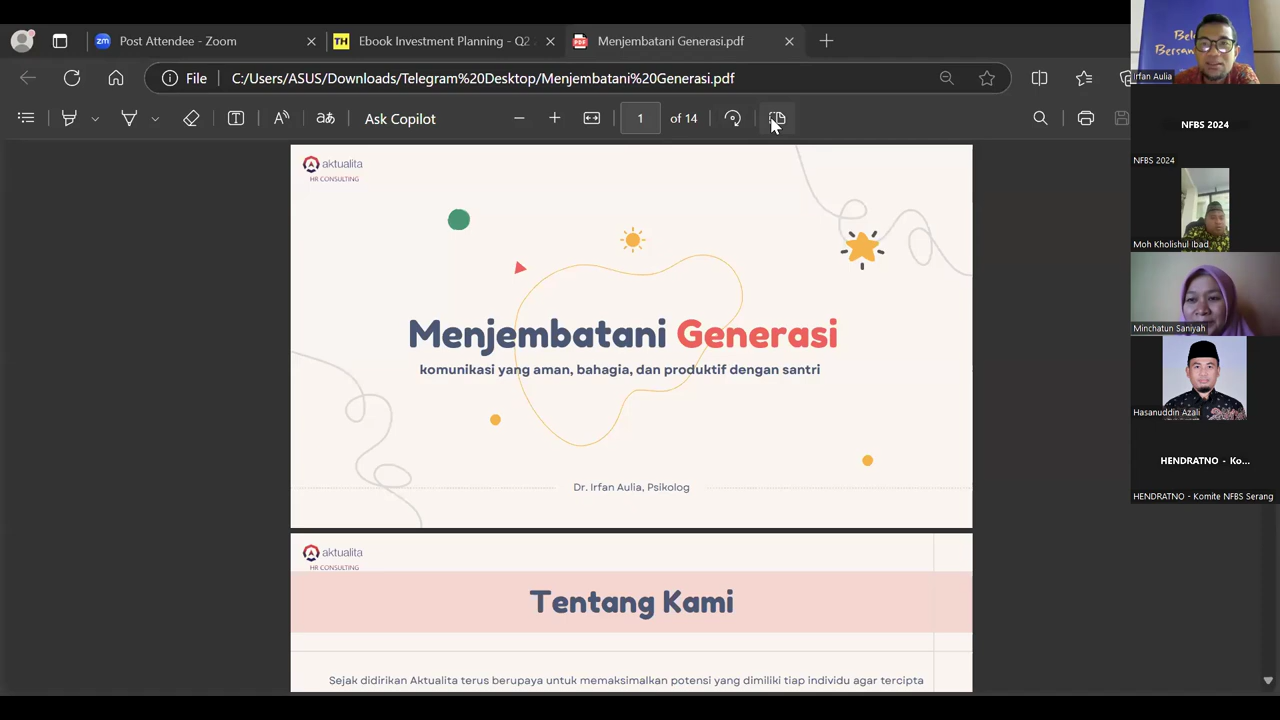 Post Attendee - Zoom
Ebook Investment Planning - Q2
Menjembatani Generasi.pdf
File
C:/Users/ASUS/Downloads/Telegram%20Desktop/Menjembatani%20Generasi.pdf
Ask Copilot
1 of 14
aktualita
HR CONSULTING
Menjembatani Generasi
komunikasi yang aman, bahagia, dan produktif dengan santri
Dr. Irfan Aulia, Psikolog
aktualita
HR CONSULTING
Tentang Kami
Sejak didirikan Aktualita terus berupaya untuk memaksimalkan potensi yang dimiliki tiap individu agar tercipta
Irfan Aulia
NFBS 2024
NFBS 2024
Moh Kholishul Ibad
Minchatun Saniyah
Hasanuddin Azali
HENDRATNO - Ko...
HENDRATNO - Komite NFBS Serang